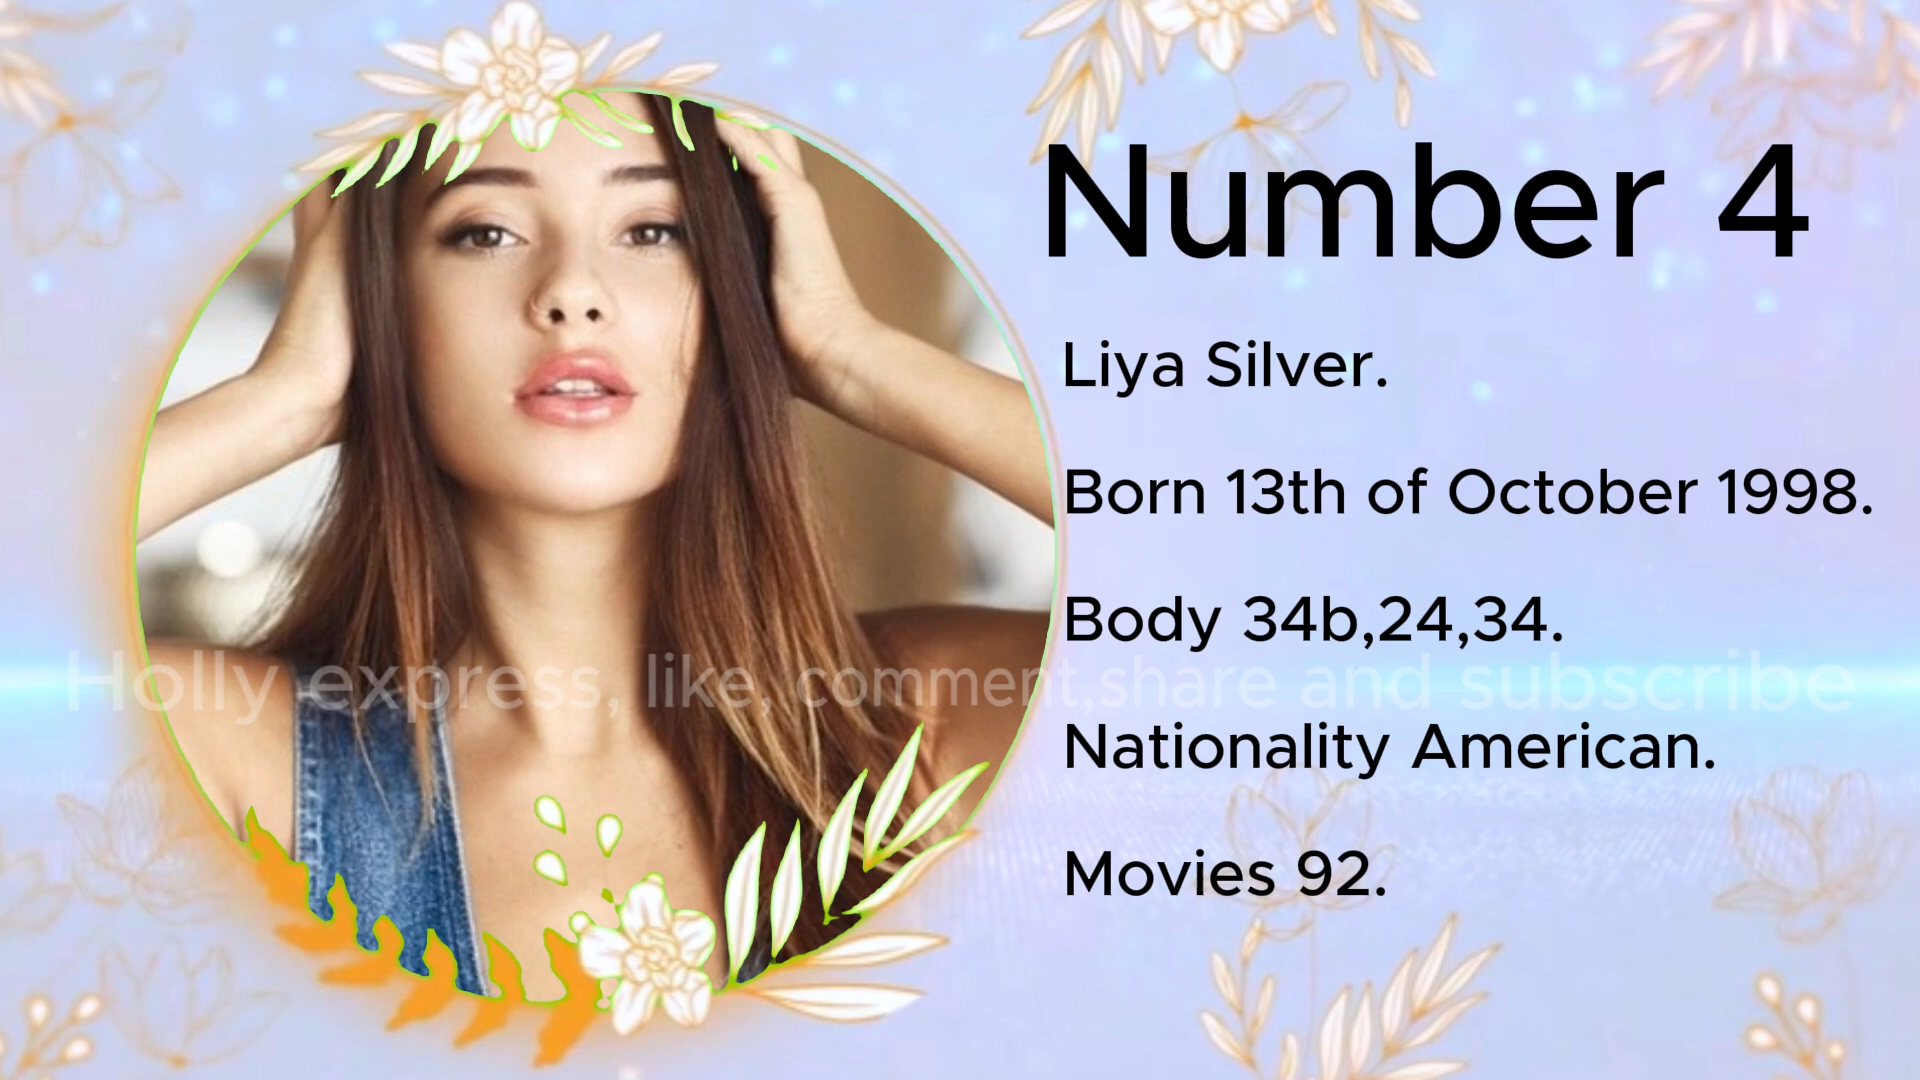 Number 4
Liya Silver.
Born 13th of October 1998.
Body 34b,24,34.
Holly express, like, comment,share and subscribe
Nationality American.
Movies 92.